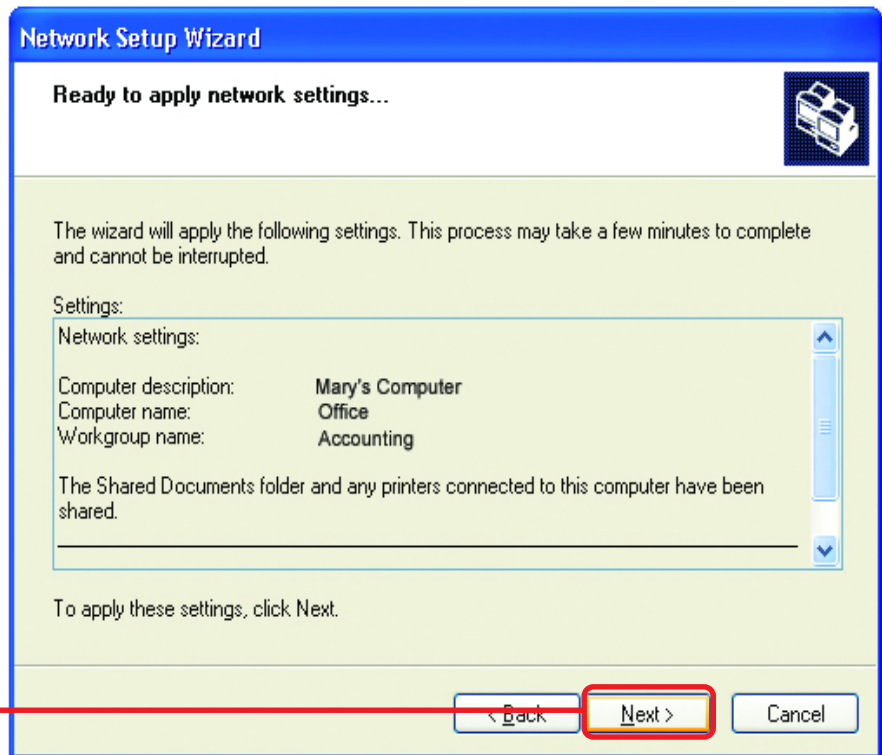 Network Setup Wizard
Ready to apply network settings...
The wizard will apply the following settings. This process may take a few minutes to complete
and cannot be interrupted.
Settings:
Network settings:
Computer description: Mary's Computer
Computer name: Office
Workgroup name: Accounting
The Shared Documents folder and any printers connected to this computer have been
shared.
To apply these settings, click Next.
< Back Next > Cancel